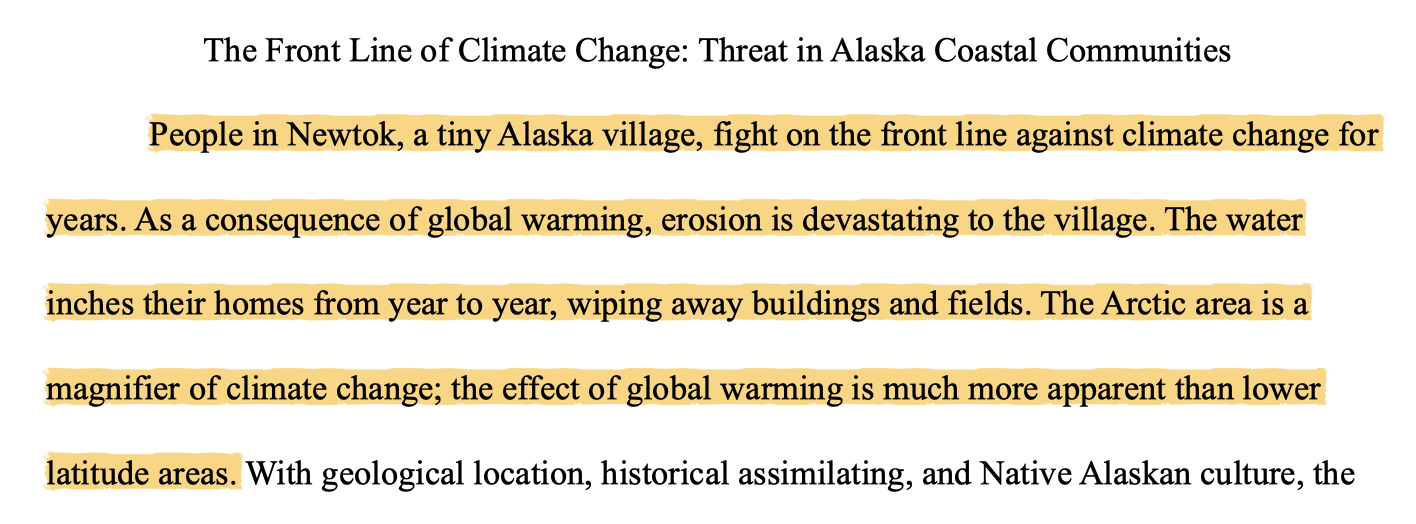 The Front Line of Climate Change: Threat in Alaska Coastal Communities
People in Newtok, a tiny Alaska village, fight on the front line against climate change for
years. As a consequence of global warming, erosion is devastating to the village. The water
inches their homes from year to year, wiping away buildings and fields. The Arctic area is a
magnifier of climate change; the effect of global warming is much more apparent than lower
latitude areas. With geological location, historical assimilating, and Native Alaskan culture, the